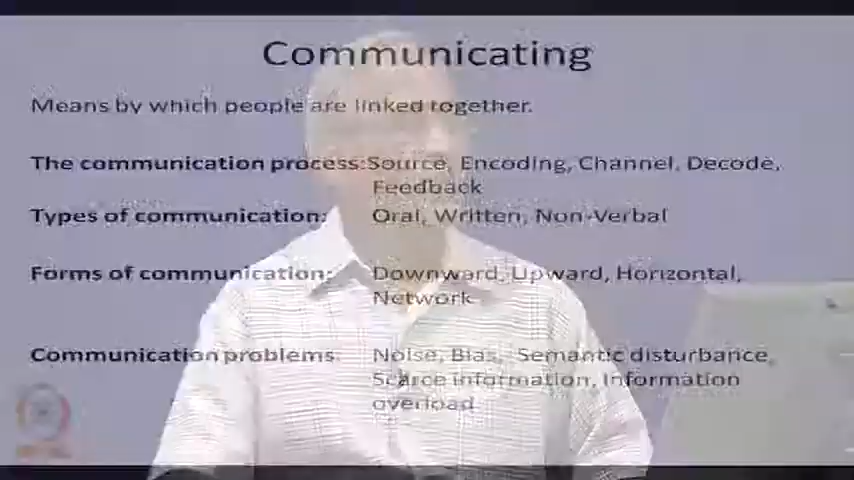 Communicating
Means by which people are linked together.
The communication process:Source, Encoding, Channel, Decode,
Feedback
Types of communication: Oral, Written, Non-Verbal
Forms of communication: Downward, Upward, Horizontal,
Network
Communication problems: Noise, Bias, Semantic disturbance,
Scarce information, Information
overload